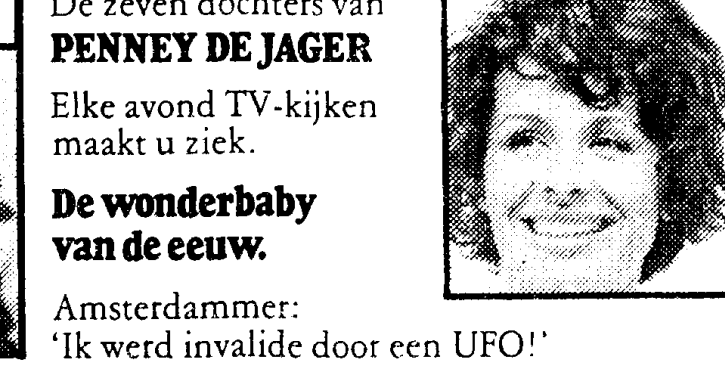 De zeven dochters van
PENNEY DE JAGER
Elke avond TV-kijken
maakt u ziek.
De wonderbaby
van de eeuw.
Amsterdammer:
‘Ik werd invalide door een UFO!’